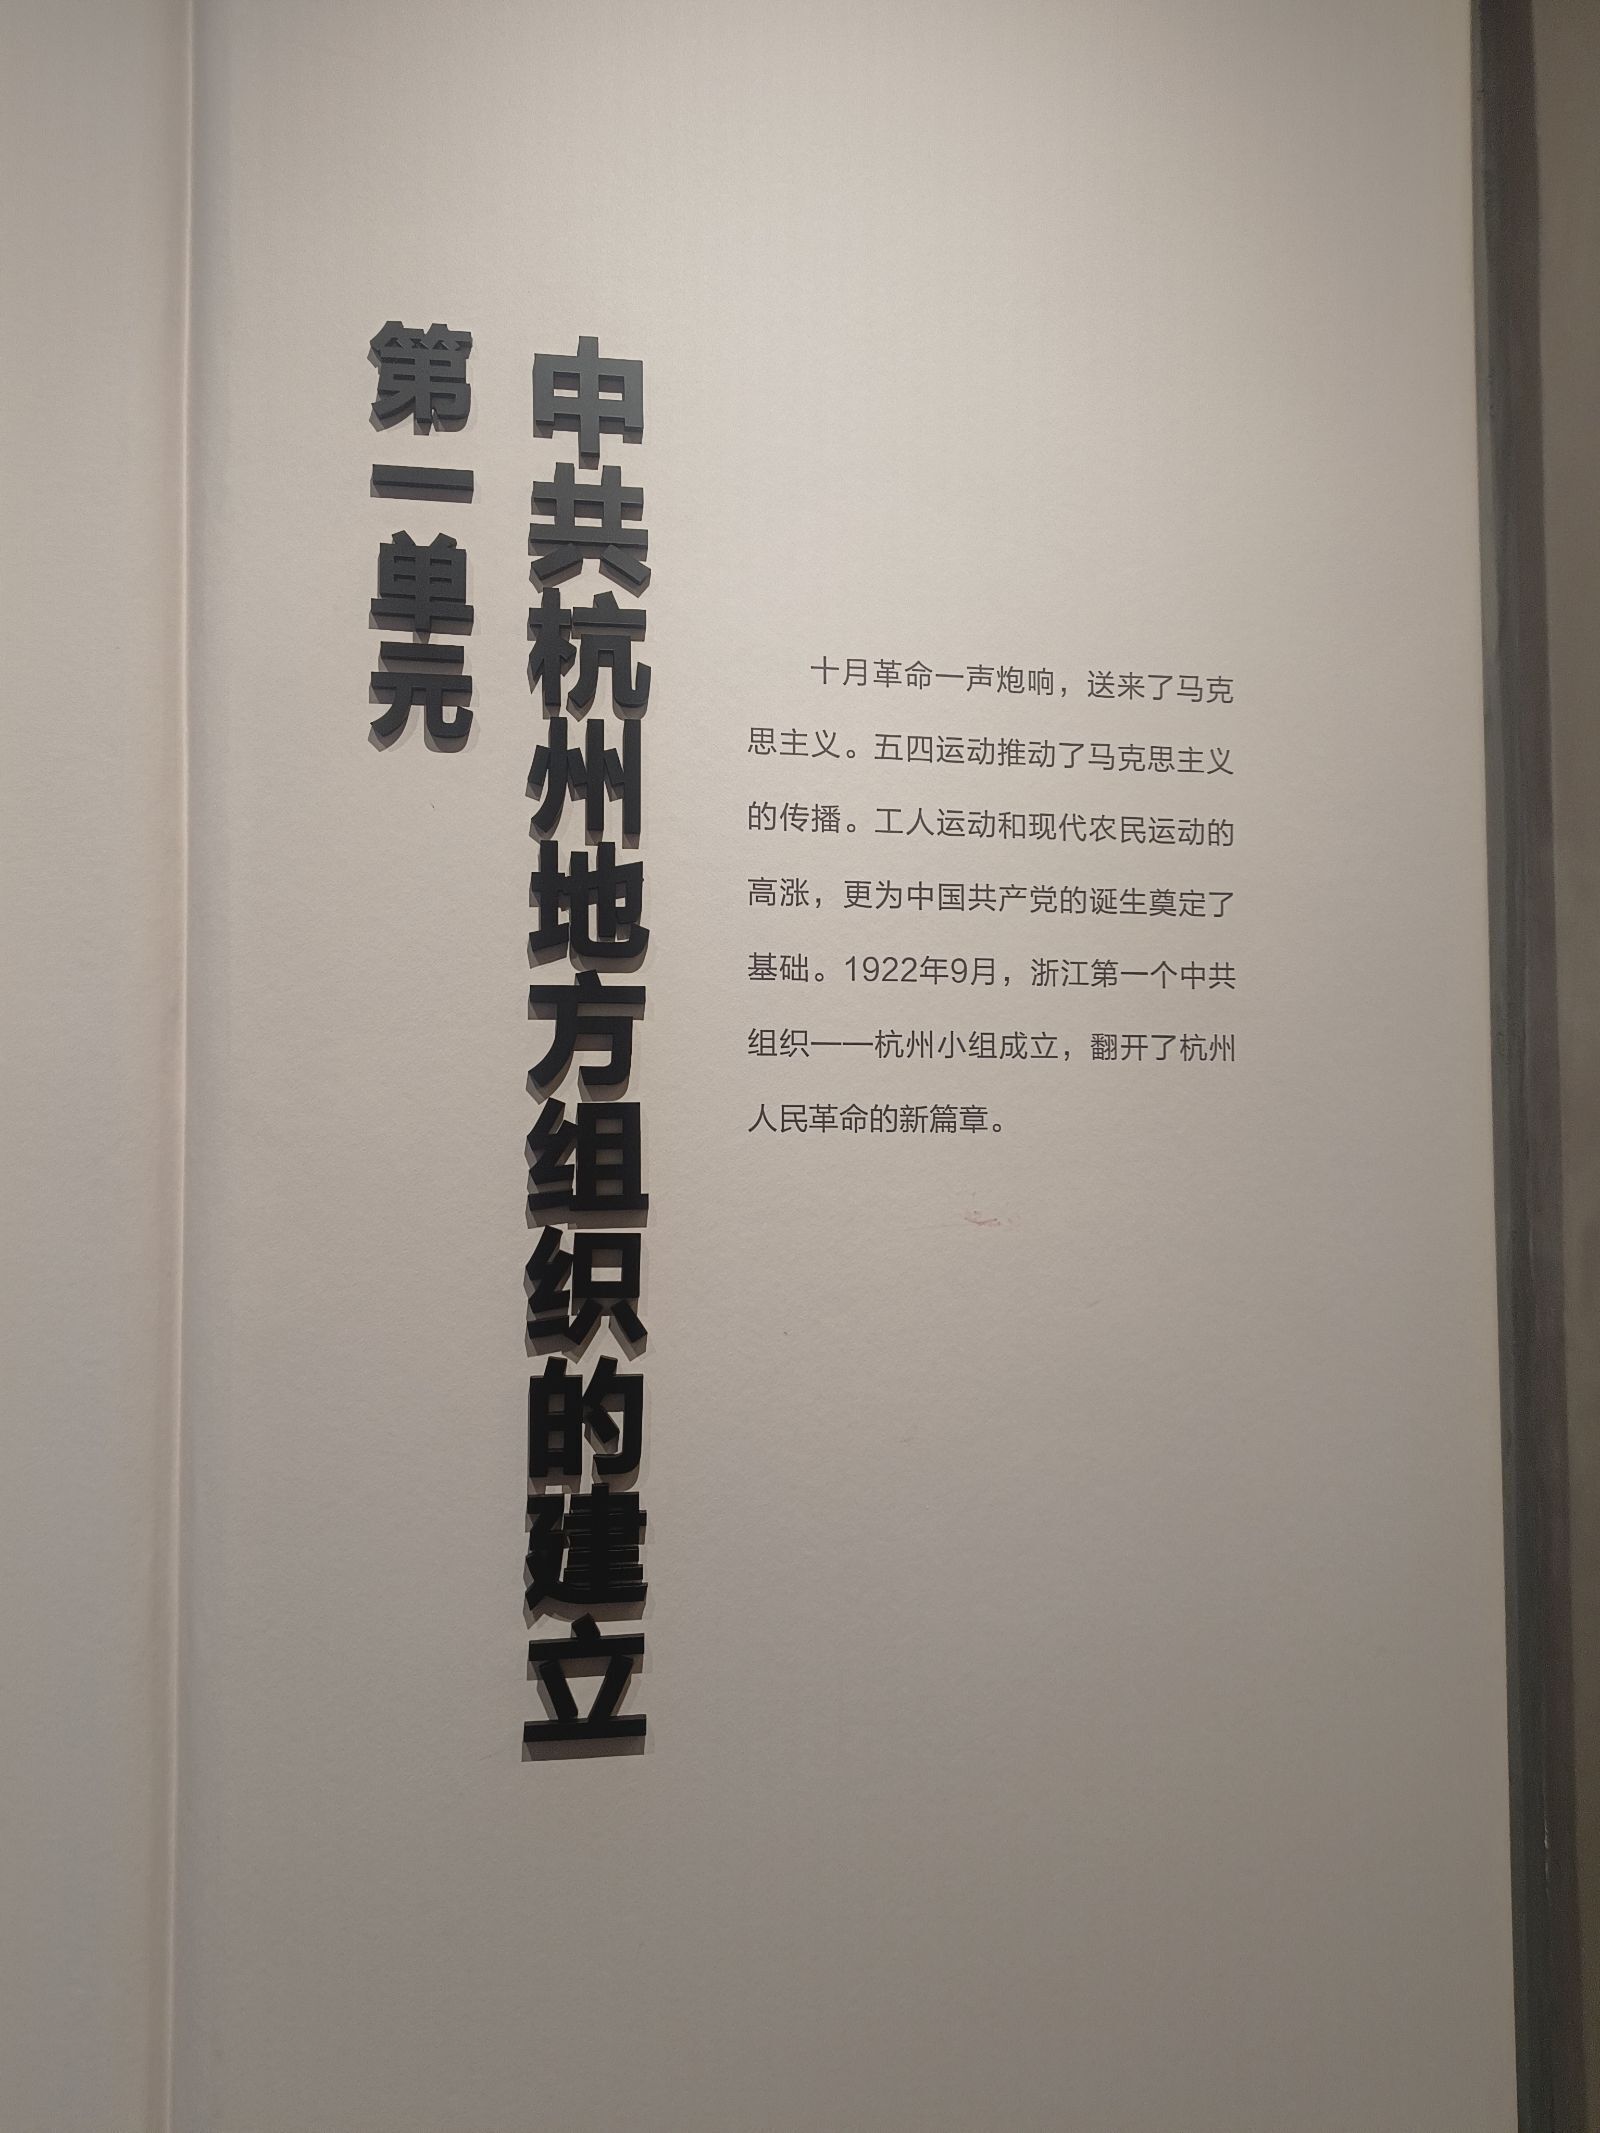 第一单元
中共杭州地方组织的建立
十月革命一声炮响，送来了马克
思主义。五四运动推动了马克思主义
的传播。工人运动和现代农民运动的
高涨，更为中国共产党的诞生奠定了
基础。1922年9月，浙江第一个中共
组织——杭州小组成立，翻开了杭州
人民革命的新篇章。